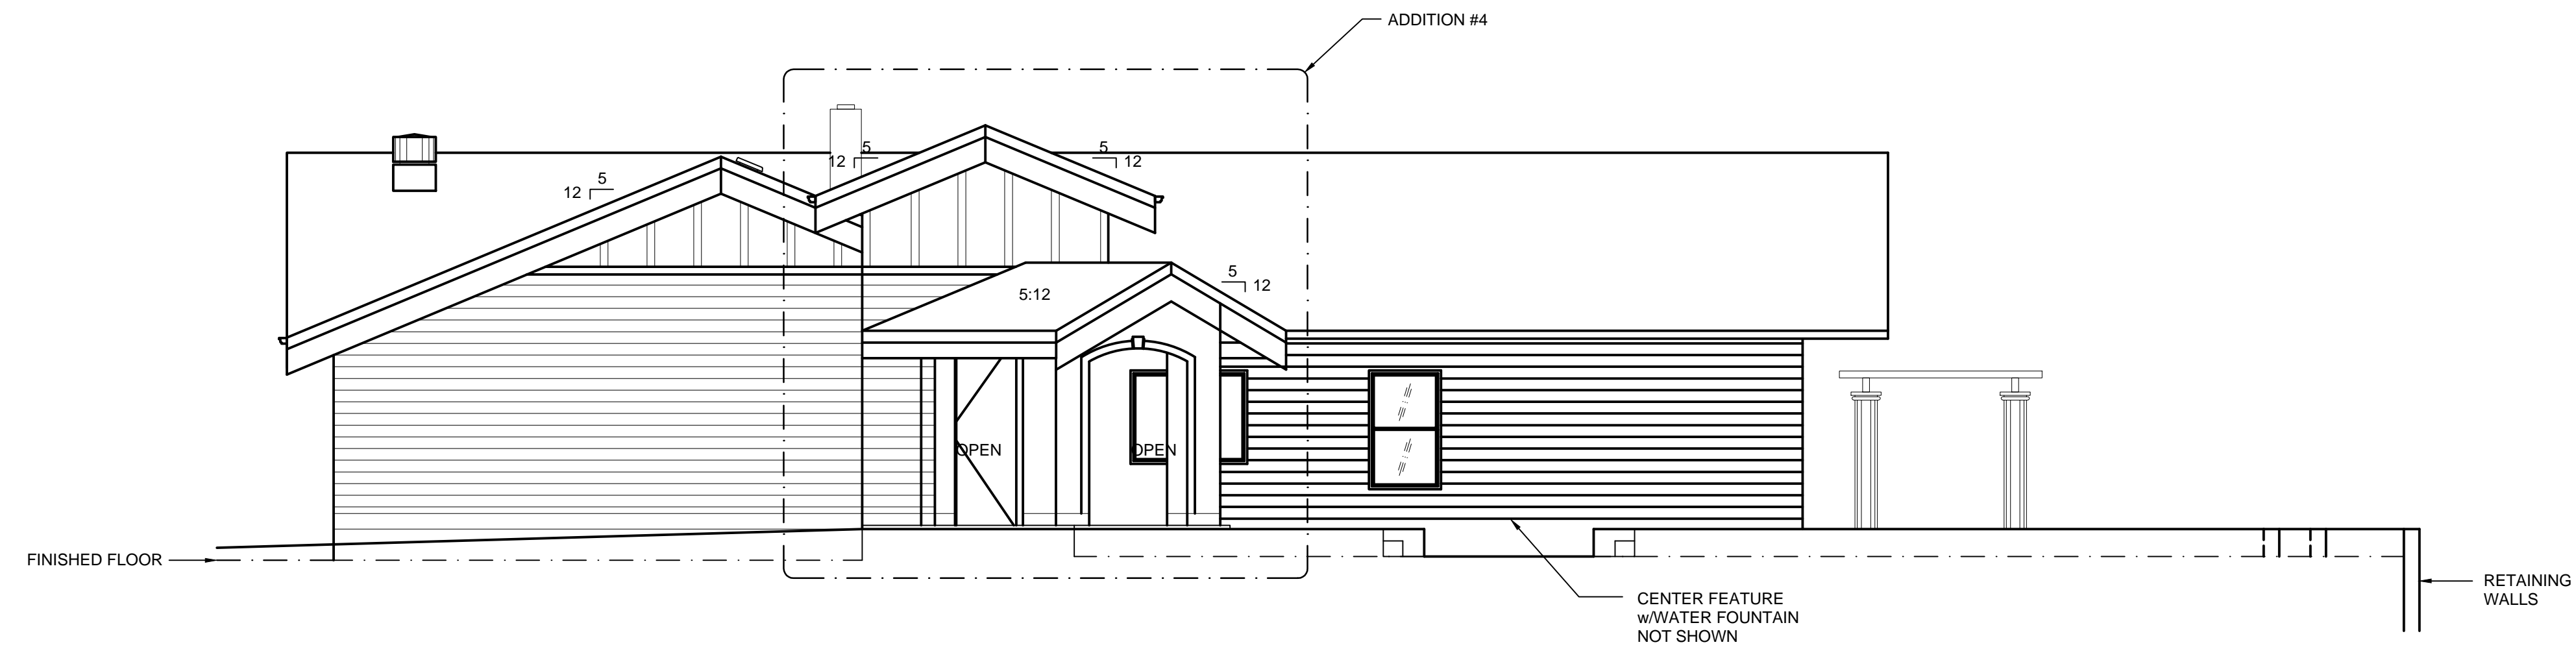 ADDITION #4
5
12
5
12
5
12
5
12
5:12
OPEN
OPEN
FINISHED FLOOR
CENTER FEATURE
w/WATER FOUNTAIN
NOT SHOWN
RETAINING
WALLS